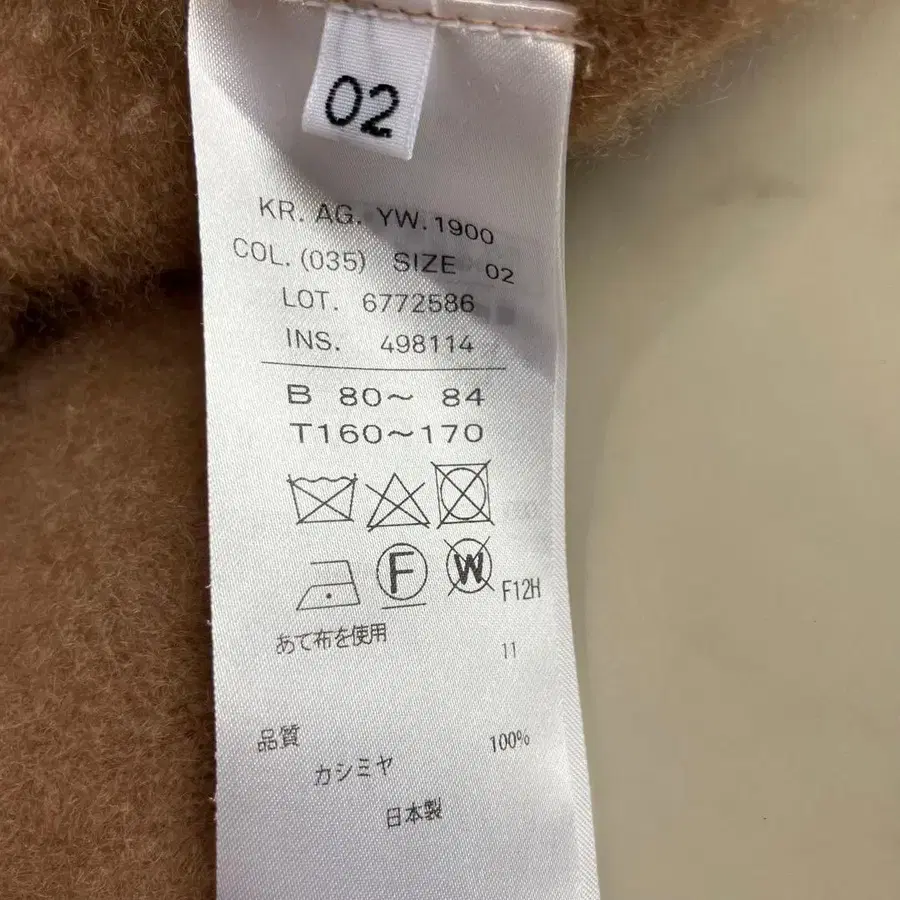 02
KR. AG. YW. 1900
COL. (035) SIZE 02
LOT. 6772586
INS. 498114
B 80～ 84
T160～170
F W F12H
あて布を使用
11
品質
カシミヤ 100%
日本製